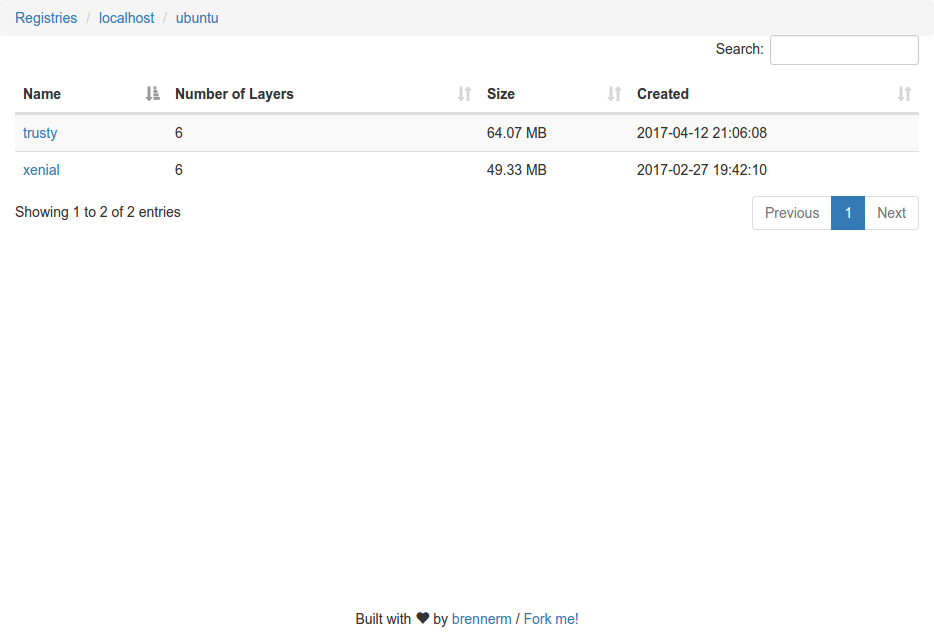 Registries / localhost / ubuntu
Search:
Name Number of Layers Size Created
trusty 6 64.07 MB 2017-04-12 21:06:08
xenial 6 49.33 MB 2017-02-27 19:42:10
Showing 1 to 2 of 2 entries Previous 1 Next
Built with ♥ by brennerm / Fork me!